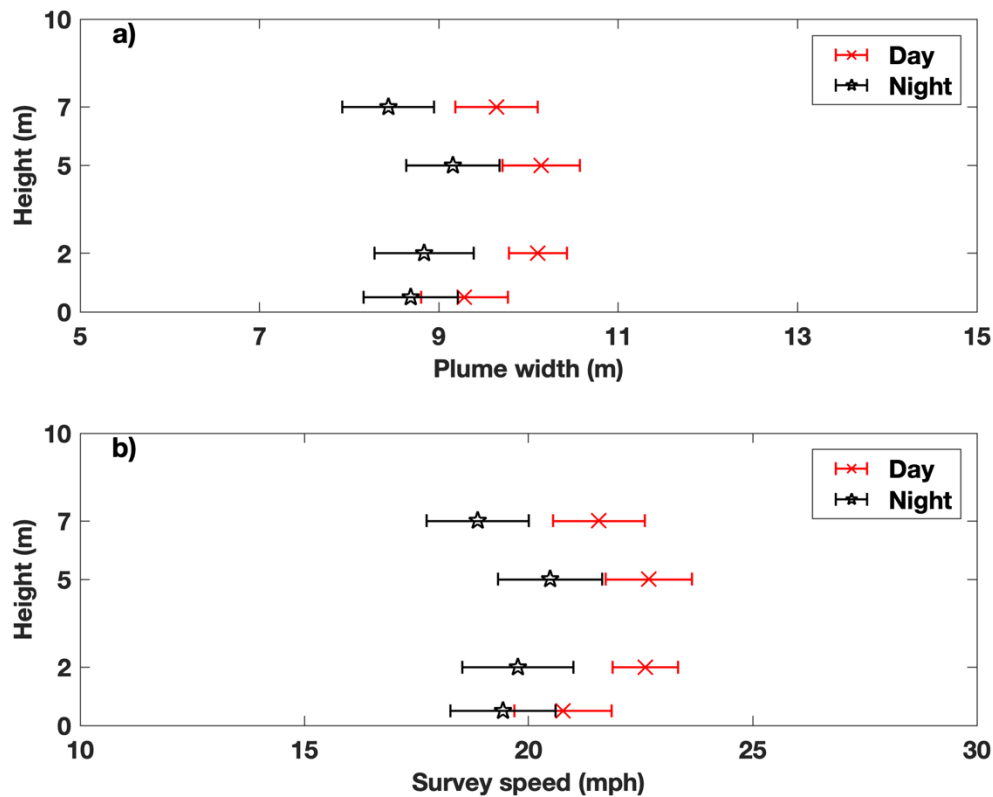 a)
Day
Night
10
7
5
2
0
Height (m)
5 7 9 11 13 15
Plume width (m)
b)
Day
Night
10
7
5
2
0
Height (m)
10 15 20 25 30
Survey speed (mph)